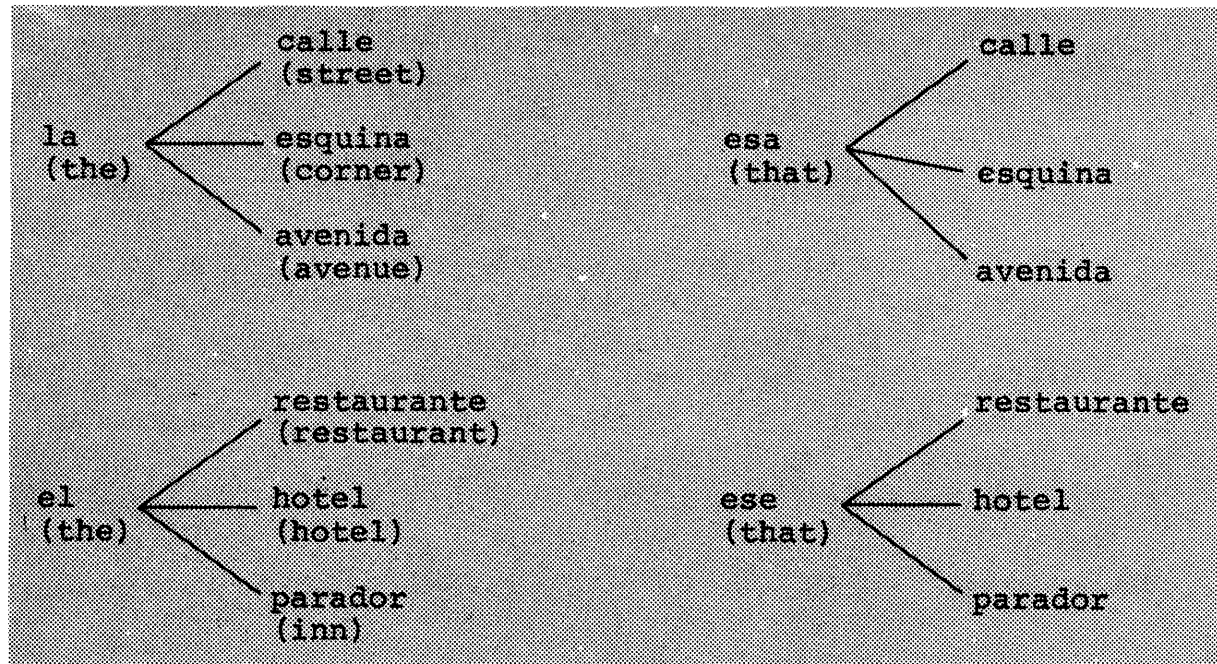 calle
(street)
la
(the)
esquina
(corner)
avenida
(avenue)
calle
esa
(that)
esquina
avenida
restaurante
(restaurant)
el
(the)
hotel
(hotel)
parador
(inn)
restaurante
ese
(that)
hotel
parador